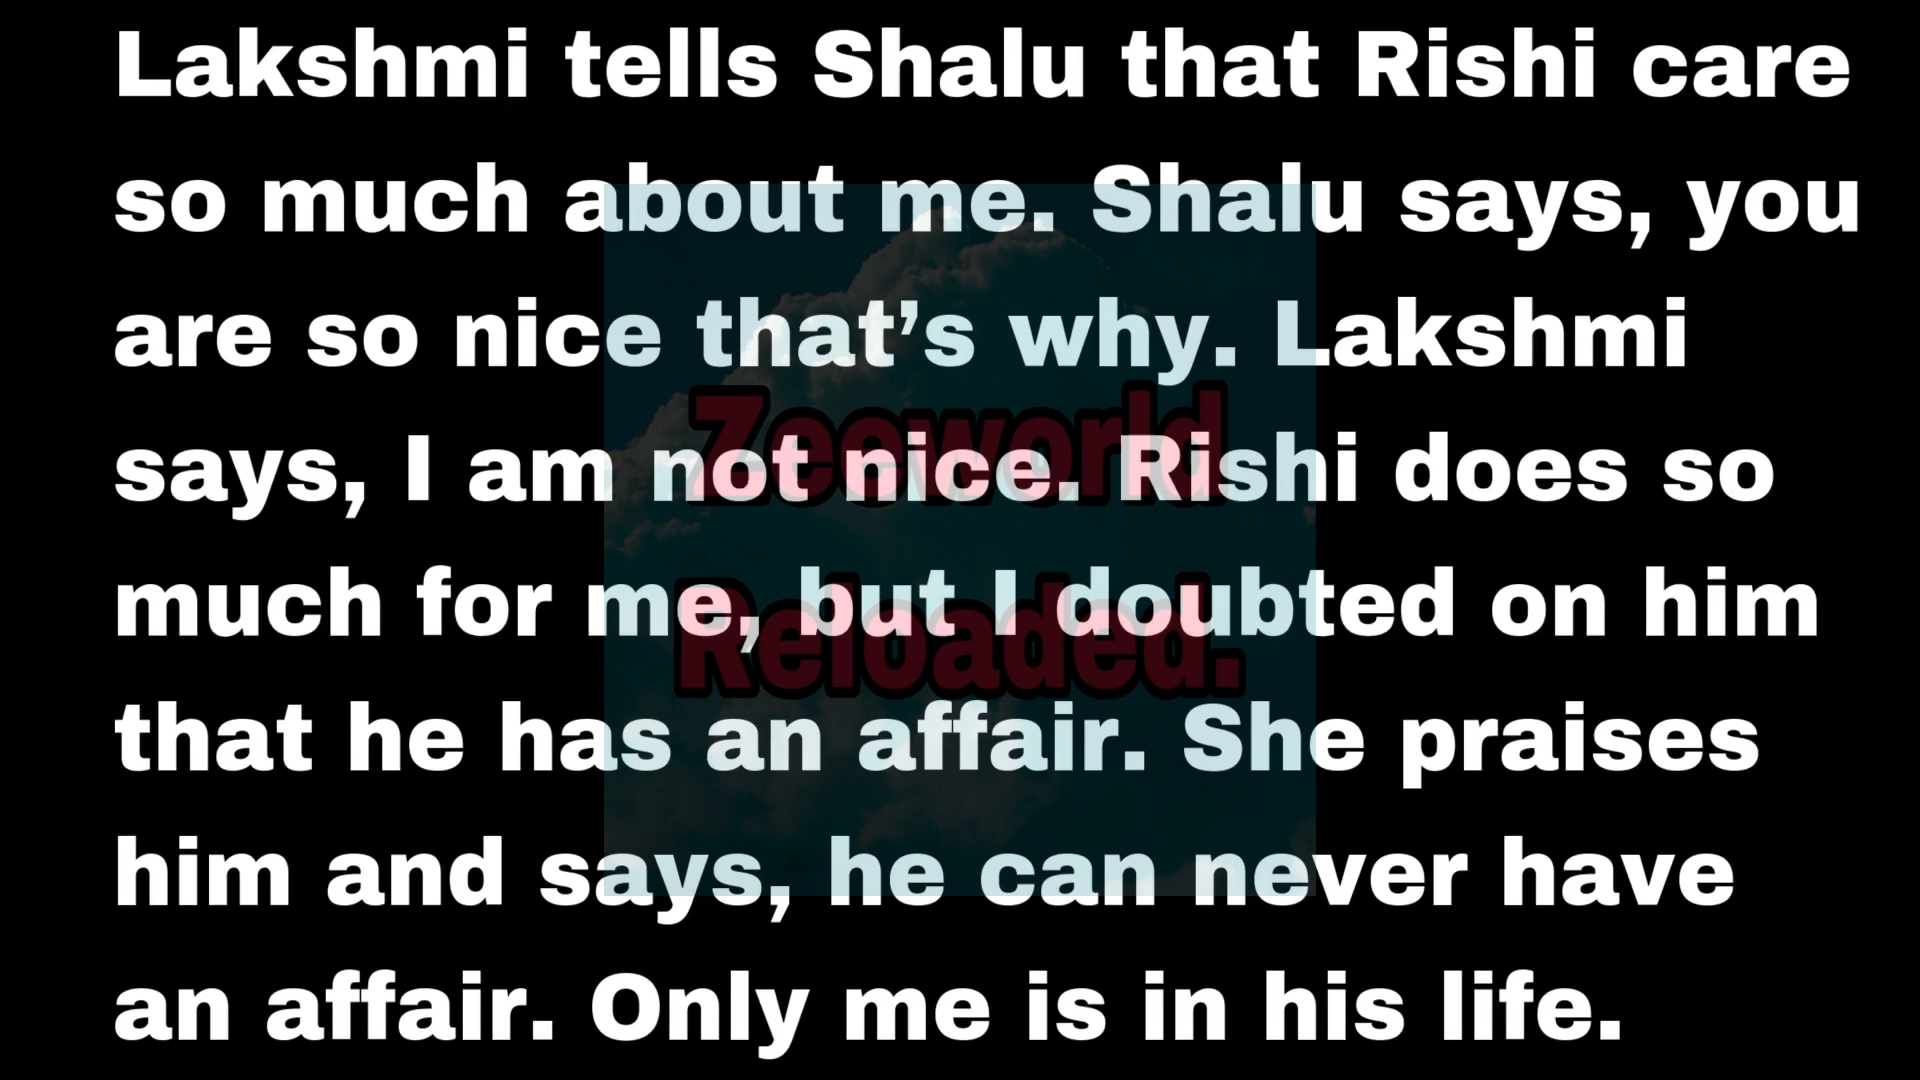 Lakshmi tells Shalu that Rishi care
so much about me. Shalu says, you
are so nice that’s why. Lakshmi
says, I am not nice. Rishi does so
much for me, but I doubted on him
that he has an affair. She praises
him and says, he can never have
an affair. Only me is in his life.
Zeeworld
Reloaded.